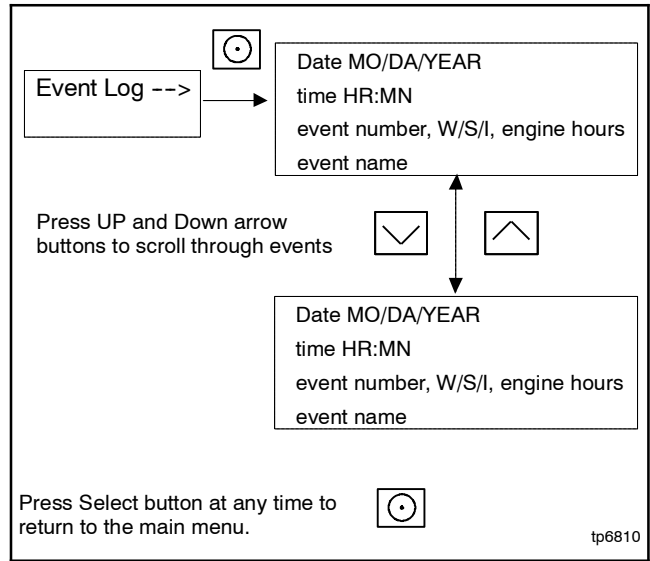 Event Log -->
Date MO/DA/YEAR
time HR:MN
event number, W/S/I, engine hours
event name
Press UP and Down arrow
buttons to scroll through events
Date MO/DA/YEAR
time HR:MN
event number, W/S/I, engine hours
event name
Press Select button at any time to
return to the main menu.
tp6810